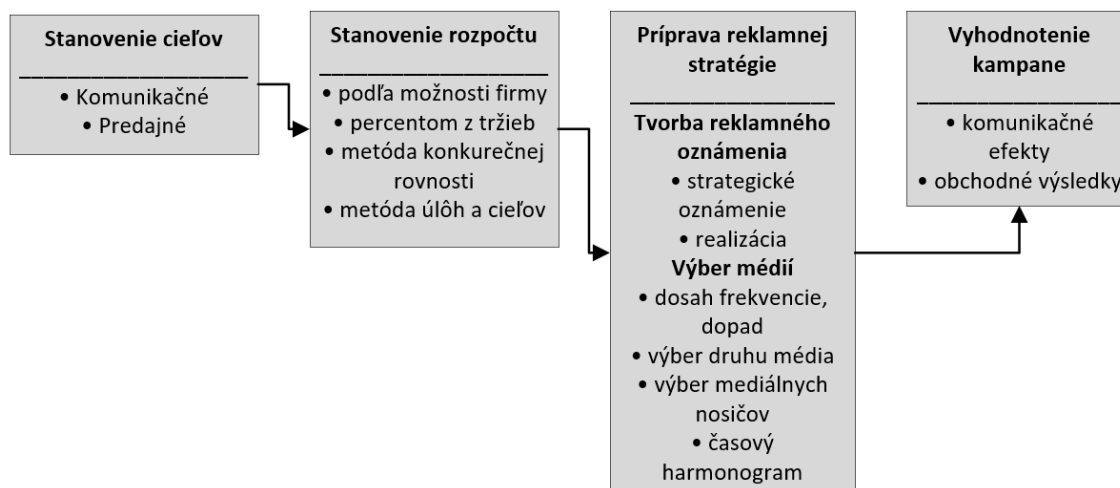 Stanovenie cieľov
• Komunikačné
• Predajné
Stanovenie rozpočtu
• podľa možnosti firmy
• percentom z tržieb
• metóda konkurečnej
rovnosti
• metóda úlôh a cieľov
Príprava reklamnej
stratégie
Tvorba reklamného
oznámenia
• strategické
oznámenie
• realizácia
Výber médií
• dosah frekvencie,
dopad
• výber druhu média
• výber mediálnych
nosičov
• časový
harmonogram
Vyhodnotenie
kampane
• komunikačné
efekty
• obchodné výsledky